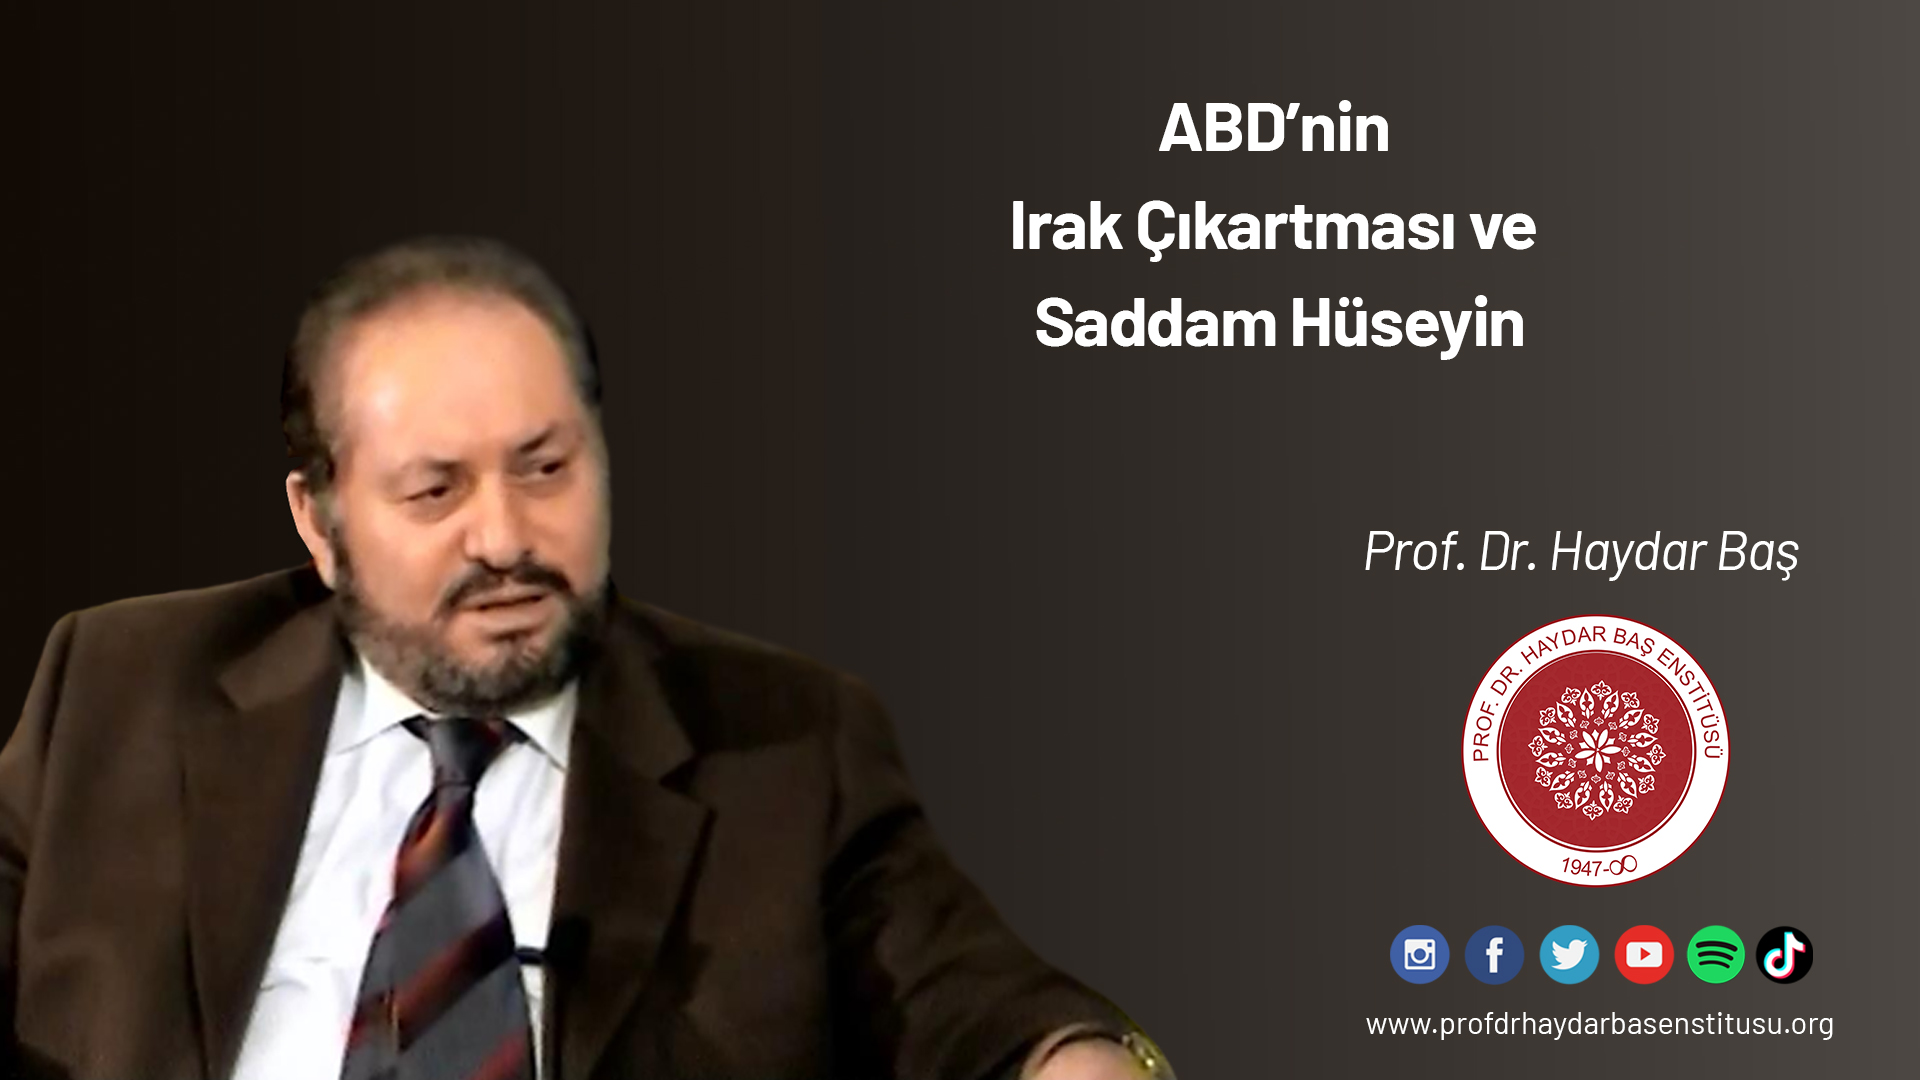 ABD’nin
Irak Çıkartması ve
Saddam Hüseyin
Prof. Dr. Haydar Baş
PROF. DR. HAYDAR BAŞ ENSTİTÜSÜ
1947-∞
www.profdrhaydarbasenstitusu.org